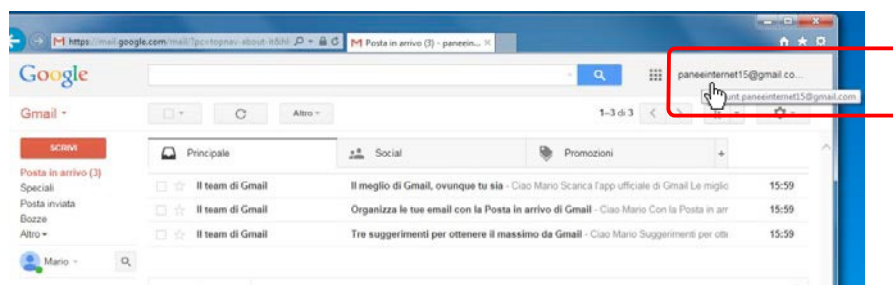 https://mail.google.com/mail/?pc=topnav-about-it&hl
Posta in arrivo (3) - paneein...
Google
paneeinternet15@gmail.co...
paneeinternet15@gmail.com
Gmail
Altro
1–3 di 3
SCRIVI
Principale
Social
Promozioni
+
Posta in arrivo (3)
Speciali
Posta inviata
Bozze
Altro
Il team di Gmail Il meglio di Gmail, ovunque tu sia - Ciao Mario Scarica l'app ufficiale di Gmail Le miglio 15:59
Il team di Gmail Organizza le tue email con la Posta in arrivo di Gmail - Ciao Mario Con la Posta in arr 15:59
Il team di Gmail Tre suggerimenti per ottenere il massimo da Gmail - Ciao Mario Suggerimenti per otte 15:59
Mario